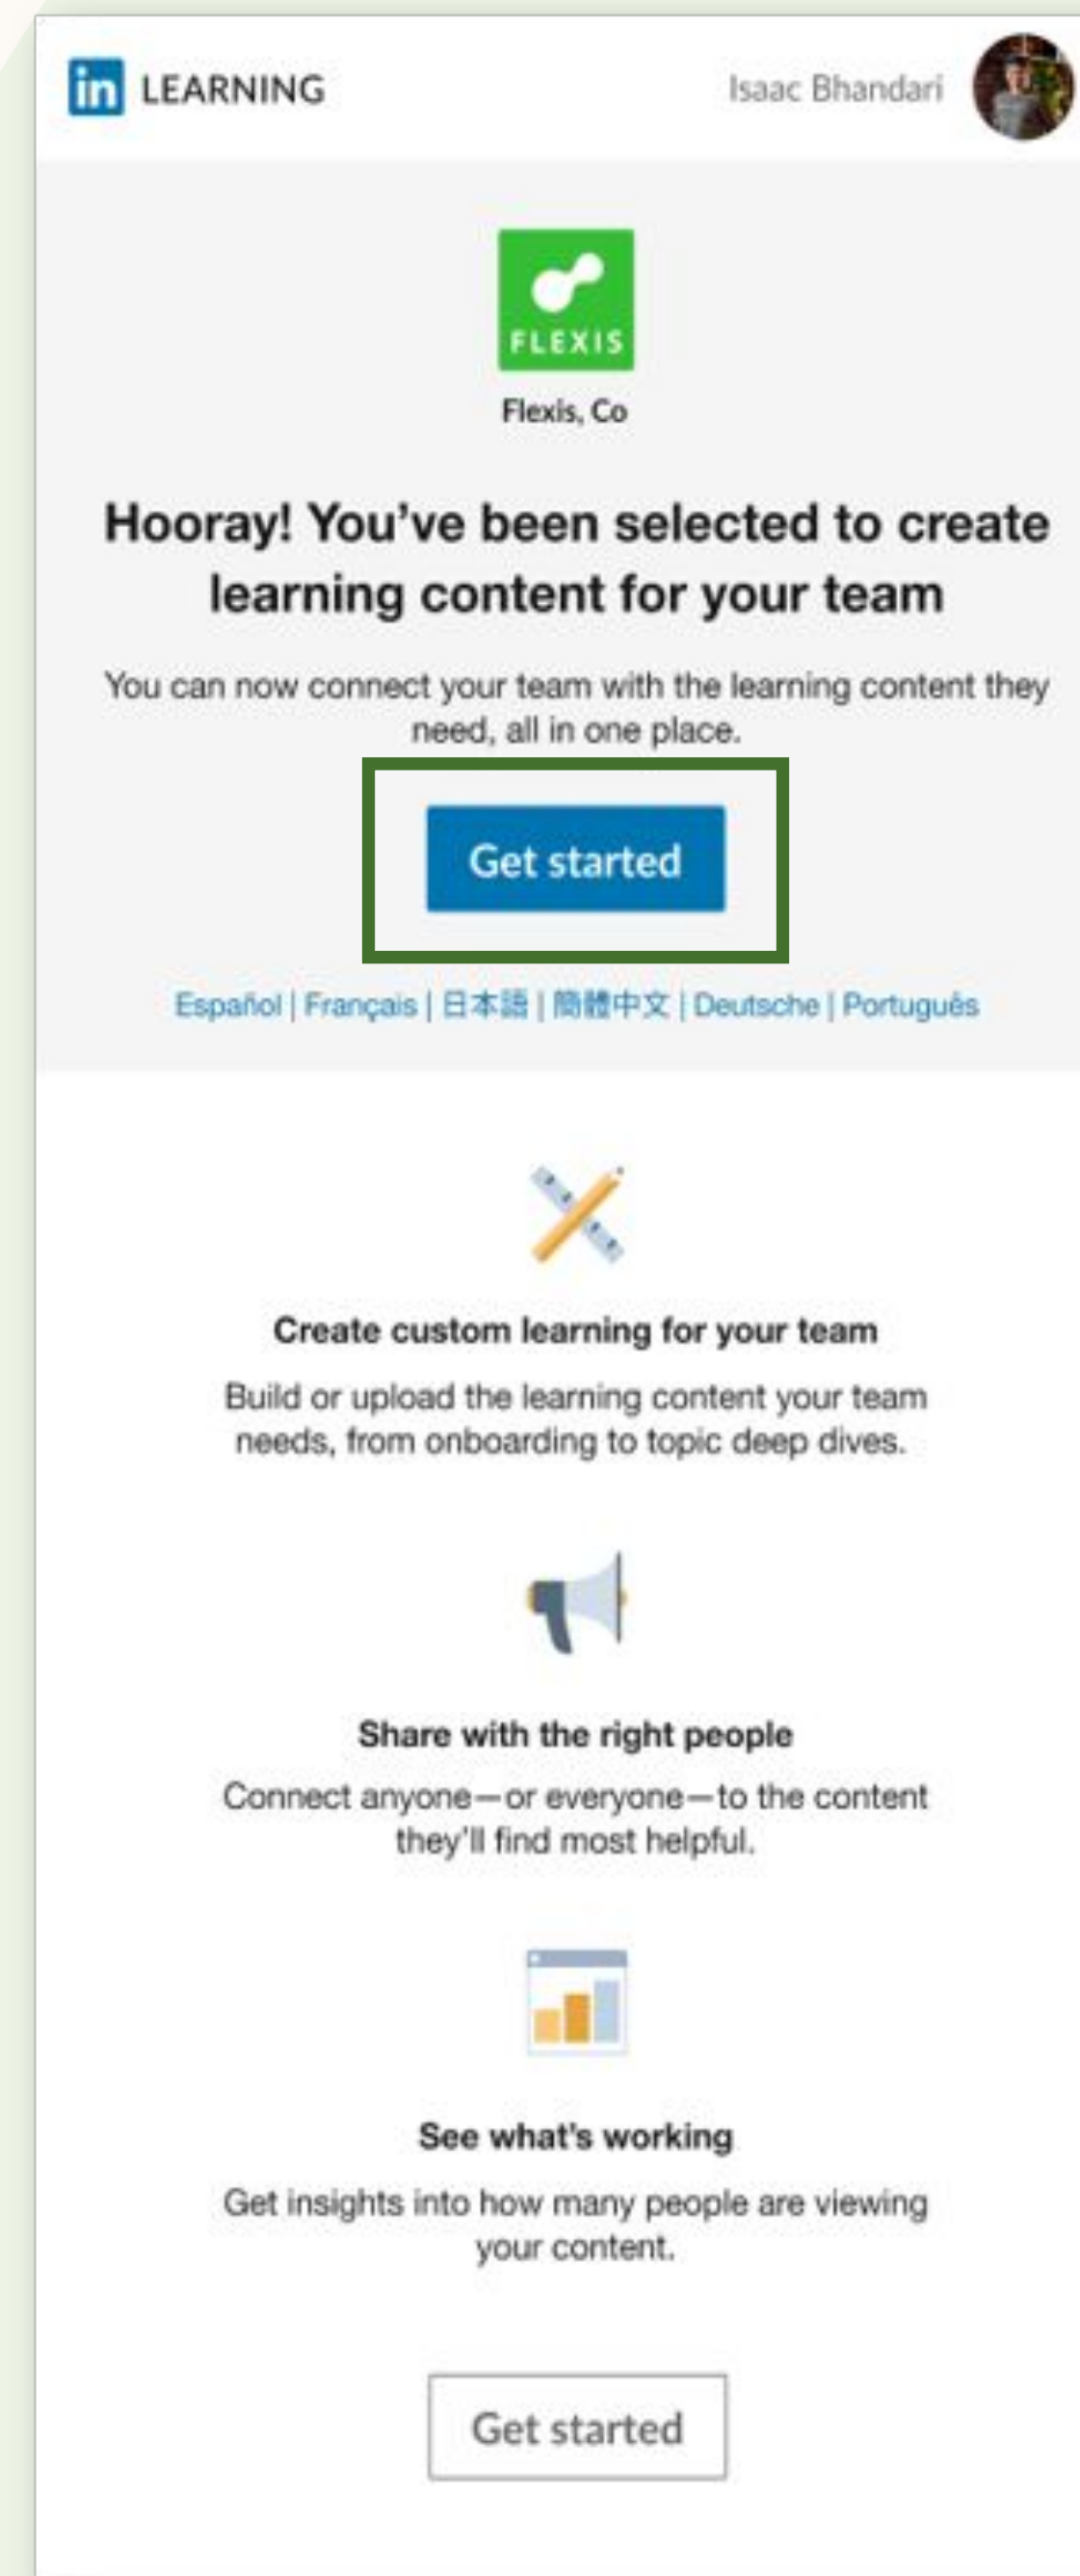 in LEARNING
Isaac Bhandari
FLEXIS
Flexis, Co
Hooray! You’ve been selected to create
learning content for your team
You can now connect your team with the learning content they
need, all in one place.
Get started
Español | Français | 日本語 | 簡體中文 | Deutsche | Português
Create custom learning for your team
Build or upload the learning content your team
needs, from onboarding to topic deep dives.
Share with the right people
Connect anyone—or everyone—to the content
they’ll find most helpful.
See what’s working
Get insights into how many people are viewing
your content.
Get started